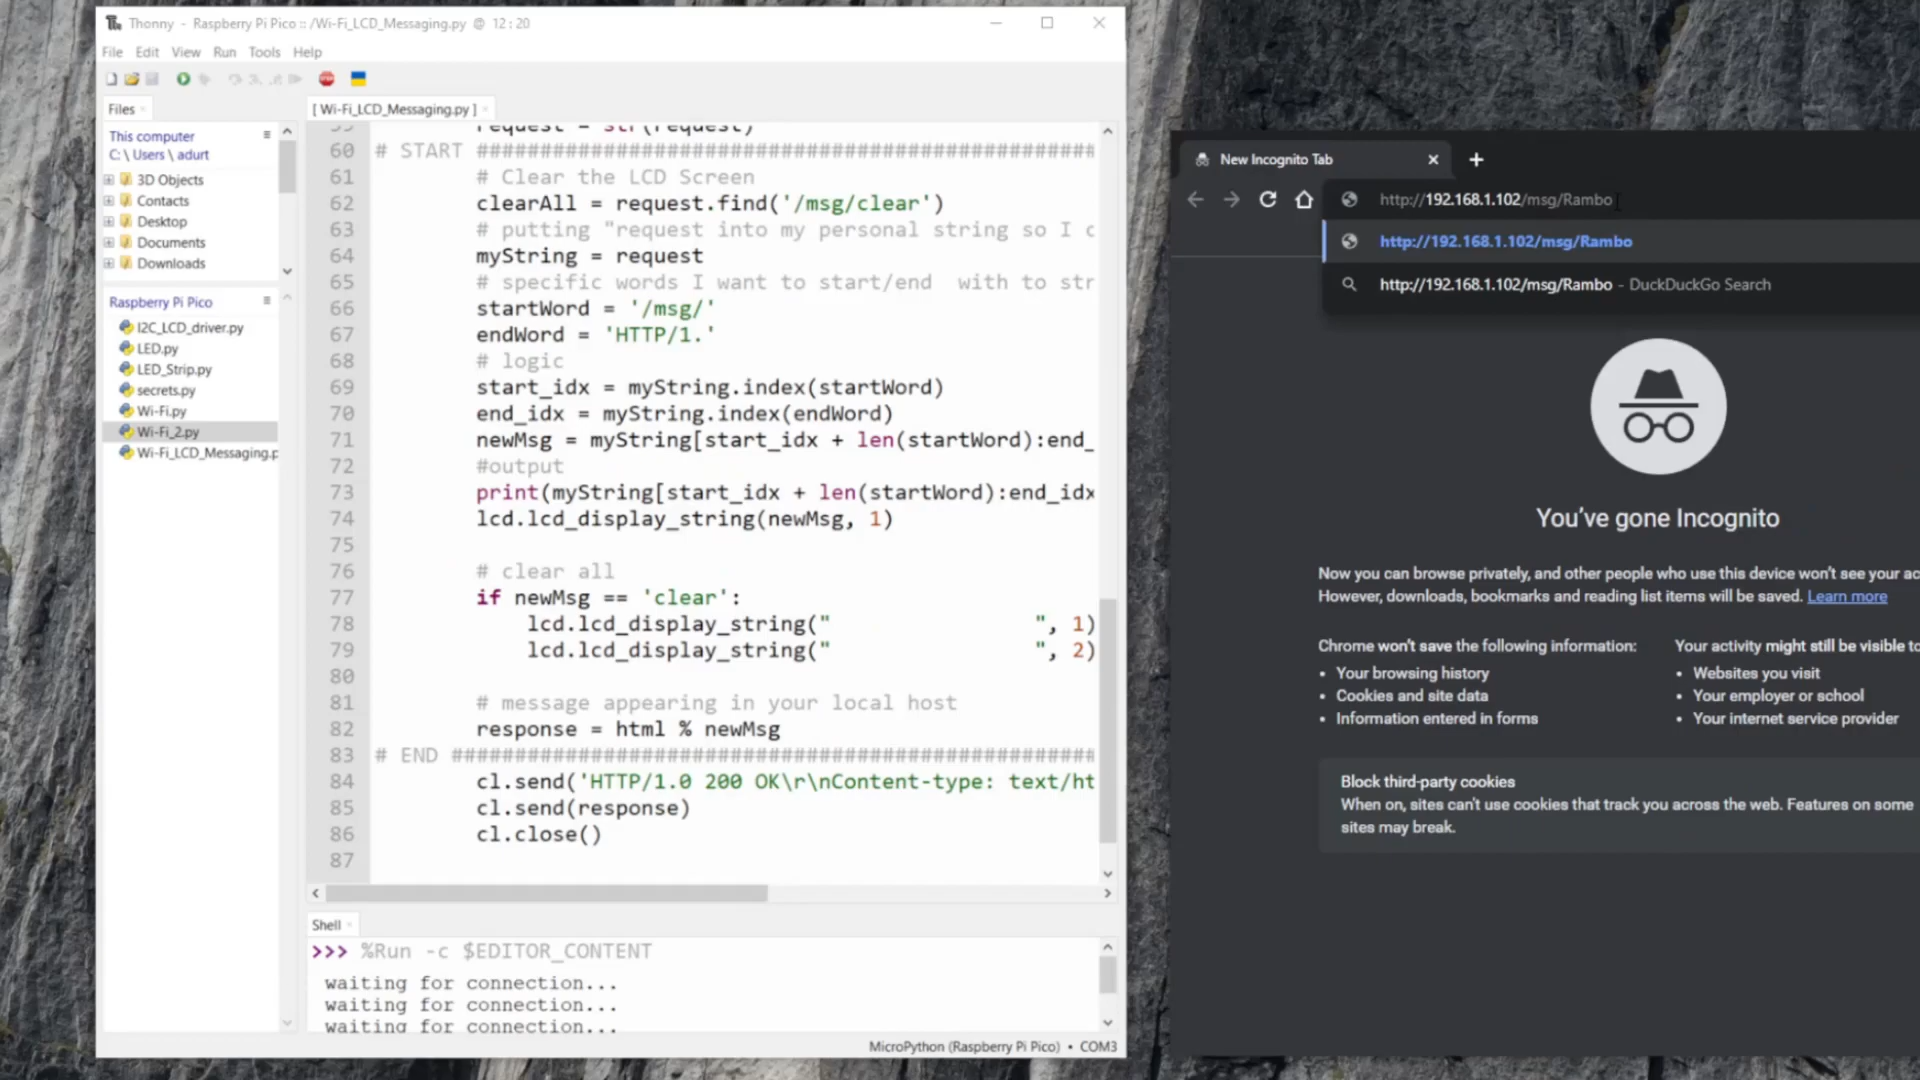 Thonny - Raspberry Pi Pico :: /Wi-Fi_LCD_Messaging.py @ 12:20
File Edit View Run Tools Help
Files
This computer
C: \ Users \ adurt
3D Objects
Contacts
Desktop
Documents
Downloads
Raspberry Pi Pico
I2C_LCD_driver.py
LED.py
LED_Strip.py
secrets.py
Wi-Fi.py
Wi-Fi_2.py
Wi-Fi_LCD_Messaging.p
[ Wi-Fi_LCD_Messaging.py ]
59 request = str(request)
60 # START #################################################
61 # Clear the LCD Screen
62 clearAll = request.find('/msg/clear')
63 # putting "request into my personal string so I c
64 myString = request
65 # specific words I want to start/end with to str
66 startWord = '/msg/'
67 endWord = 'HTTP/1.'
68 # logic
69 start_idx = myString.index(startWord)
70 end_idx = myString.index(endWord)
71 newMsg = myString[start_idx + len(startWord):end_
72 #output
73 print(myString[start_idx + len(startWord):end_idx
74 lcd.lcd_display_string(newMsg, 1)
75
76 # clear all
77 if newMsg == 'clear':
78 lcd.lcd_display_string("                ", 1)
79 lcd.lcd_display_string("                ", 2)
80
81 # message appearing in your local host
82 response = html % newMsg
83 # END ###################################################
84 cl.send('HTTP/1.0 200 OK\r\nContent-type: text/ht
85 cl.send(response)
86 cl.close()
87
Shell
>>> %Run -c $EDITOR_CONTENT
waiting for connection...
waiting for connection...
waiting for connection...
MicroPython (Raspberry Pi Pico) • COM3
New Incognito Tab
http://192.168.1.102/msg/Rambo
http://192.168.1.102/msg/Rambo
http://192.168.1.102/msg/Rambo - DuckDuckGo Search
You've gone Incognito
Now you can browse privately, and other people who use this device won't see your ac
However, downloads, bookmarks and reading list items will be saved. Learn more
Chrome won't save the following information:
• Your browsing history
• Cookies and site data
• Information entered in forms
Your activity might still be visible to
• Websites you visit
• Your employer or school
• Your internet service provider
Block third-party cookies
When on, sites can't use cookies that track you across the web. Features on some
sites may break.